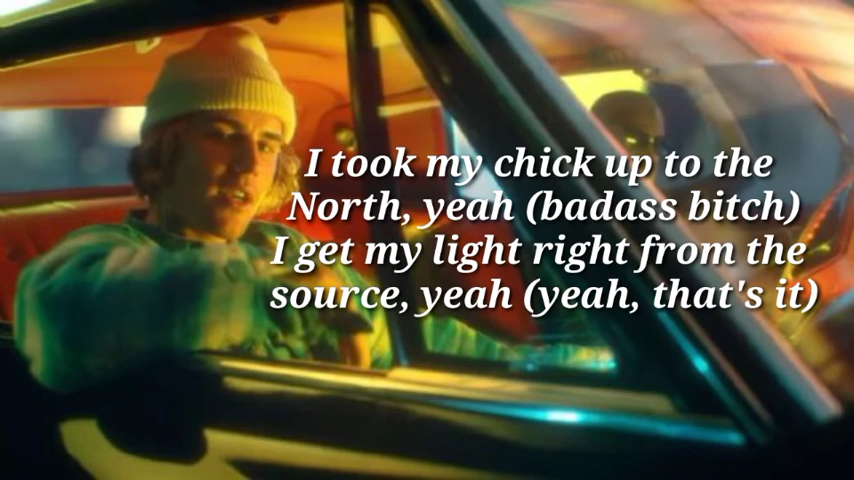 I took my chick up to the
North, yeah (badass bitch)
I get my light right from the
source, yeah (yeah, that's it)